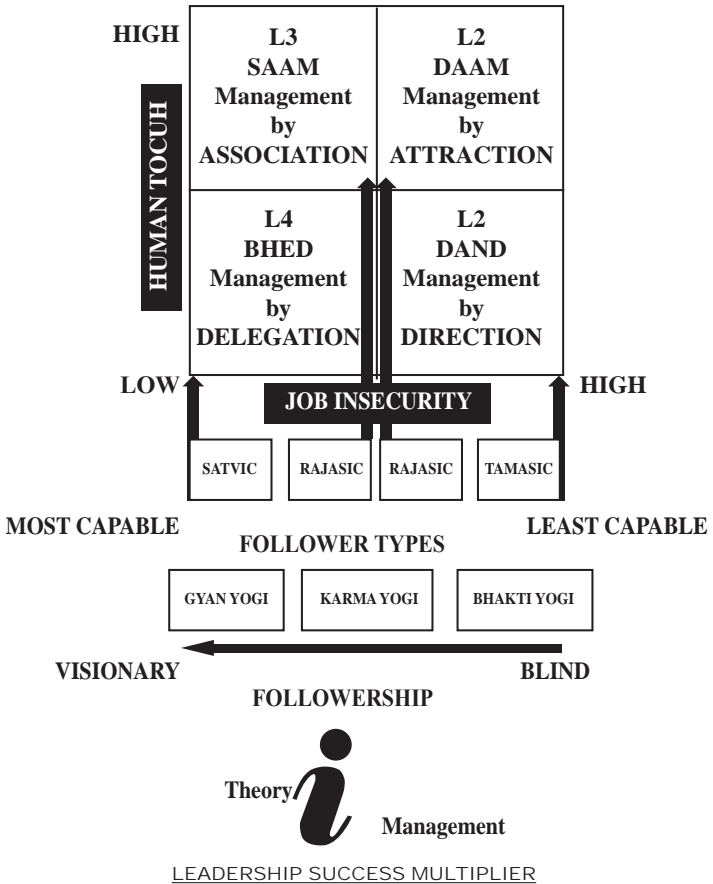 HIGH
HUMAN TOCUH
L3
SAAM
Management
by
ASSOCIATION
L2
DAAM
Management
by
ATTRACTION
L4
BHED
Management
by
DELEGATION
L2
DAND
Management
by
DIRECTION
LOW
JOB INSECURITY
HIGH
SATVIC
RAJASIC
RAJASIC
TAMASIC
MOST CAPABLE
LEAST CAPABLE
FOLLOWER TYPES
GYAN YOGI
KARMA YOGI
BHAKTI YOGI
VISIONARY
BLIND
FOLLOWERSHIP
Theory
i
Management
LEADERSHIP SUCCESS MULTIPLIER